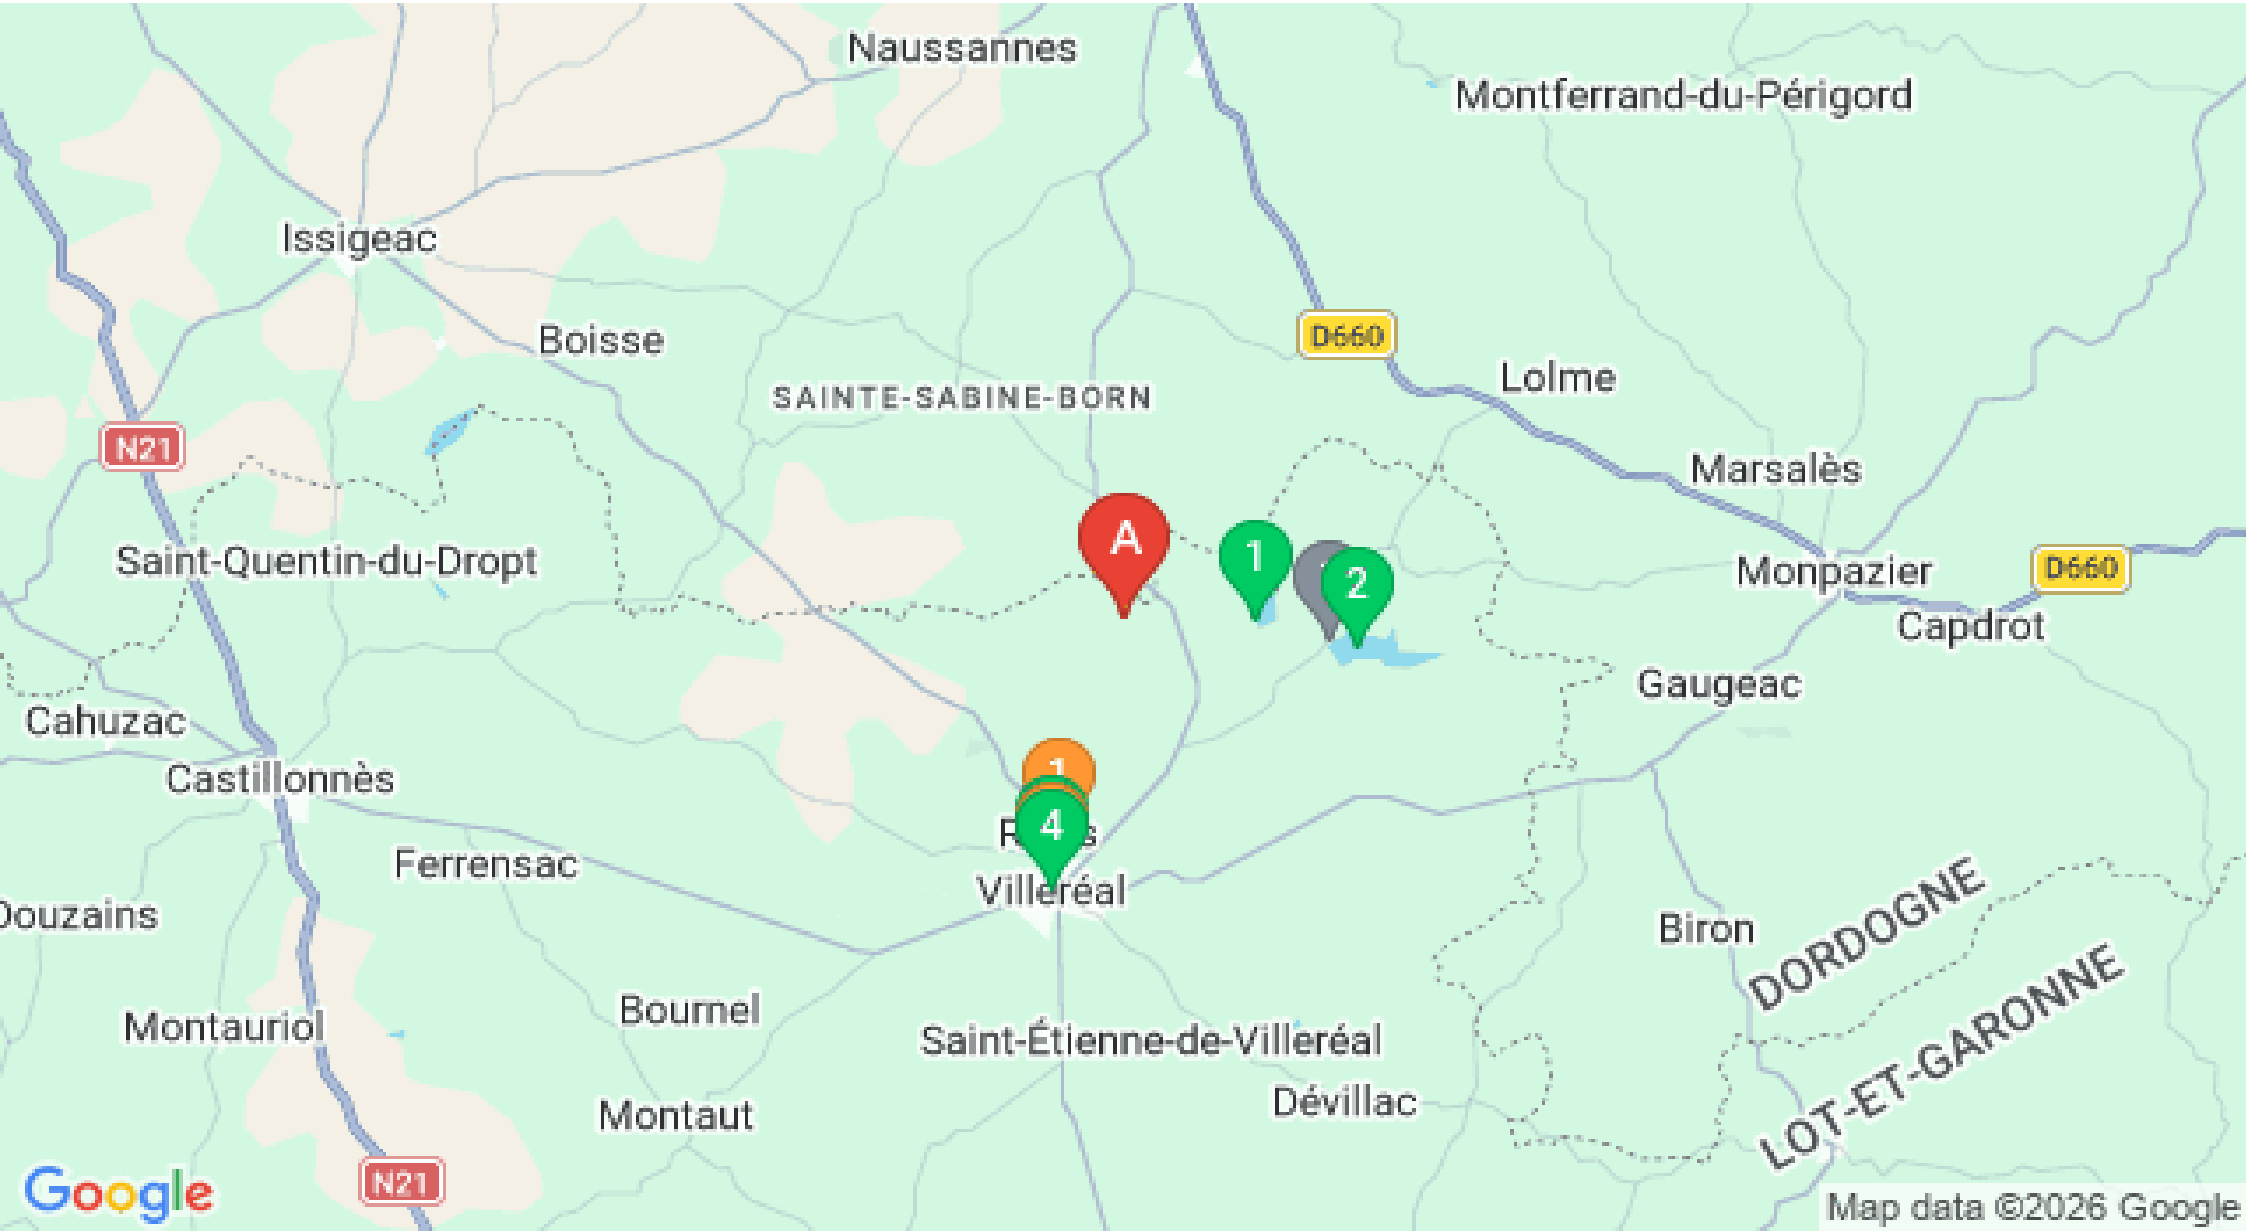 Naussannes
Montferrand-du-Périgord
Issigeac
D660
Boisse
Lolme
SAINTE-SABINE-BORN
N21
Marsalès
A
1
2
Saint-Quentin-du-Dropt
Monpazier
D660
Capdrot
Gaugeac
Cahuzac
Castillonnès
1
4
Ferrensac
Villeréal
Douzains
Biron
DORDOGNE
Bournel
Montauriol
Saint-Étienne-de-Villeréal
LOT-ET-GARONNE
Dévillac
Montaut
N21
Google
Map data ©2026 Google